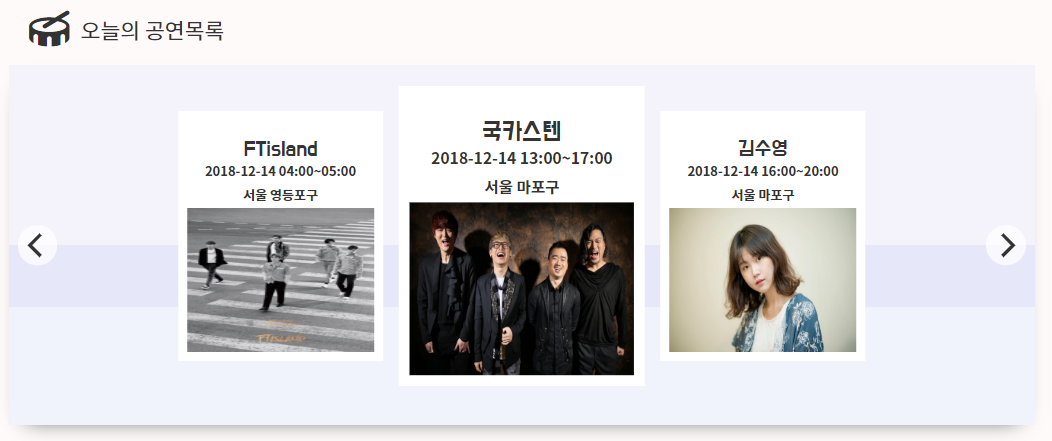 오늘의 공연목록
FTisland
2018-12-14 04:00~05:00
서울 영등포구
FTISLAND
국카스텐
2018-12-14 13:00~17:00
서울 마포구
김수영
2018-12-14 16:00~20:00
서울 마포구